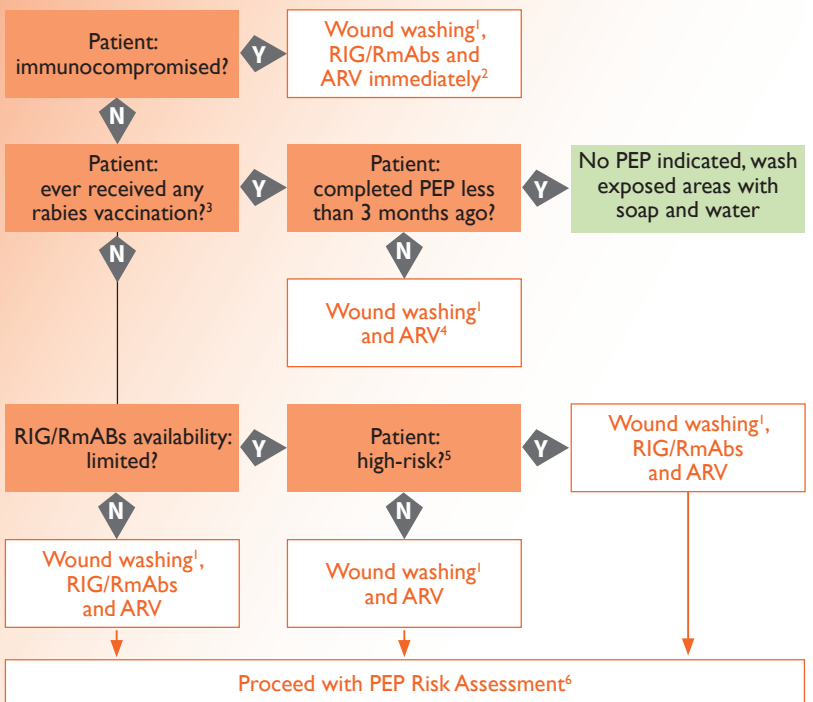 Patient:
immunocompromised?
Y
Wound washing¹,
RIG/RmAbs and
ARV immediately²
N
Patient:
ever received any
rabies vaccination?³
Y
Patient:
completed PEP less
than 3 months ago?
Y
No PEP indicated, wash
exposed areas with
soap and water
N
N
Wound washing¹
and ARV⁴
RIG/RmABs availability:
limited?
Y
Patient:
high-risk?⁵
Y
Wound washing¹,
RIG/RmAbs
and ARV
N
N
Wound washing¹,
RIG/RmAbs
and ARV
Wound washing¹
and ARV
Proceed with PEP Risk Assessment⁶